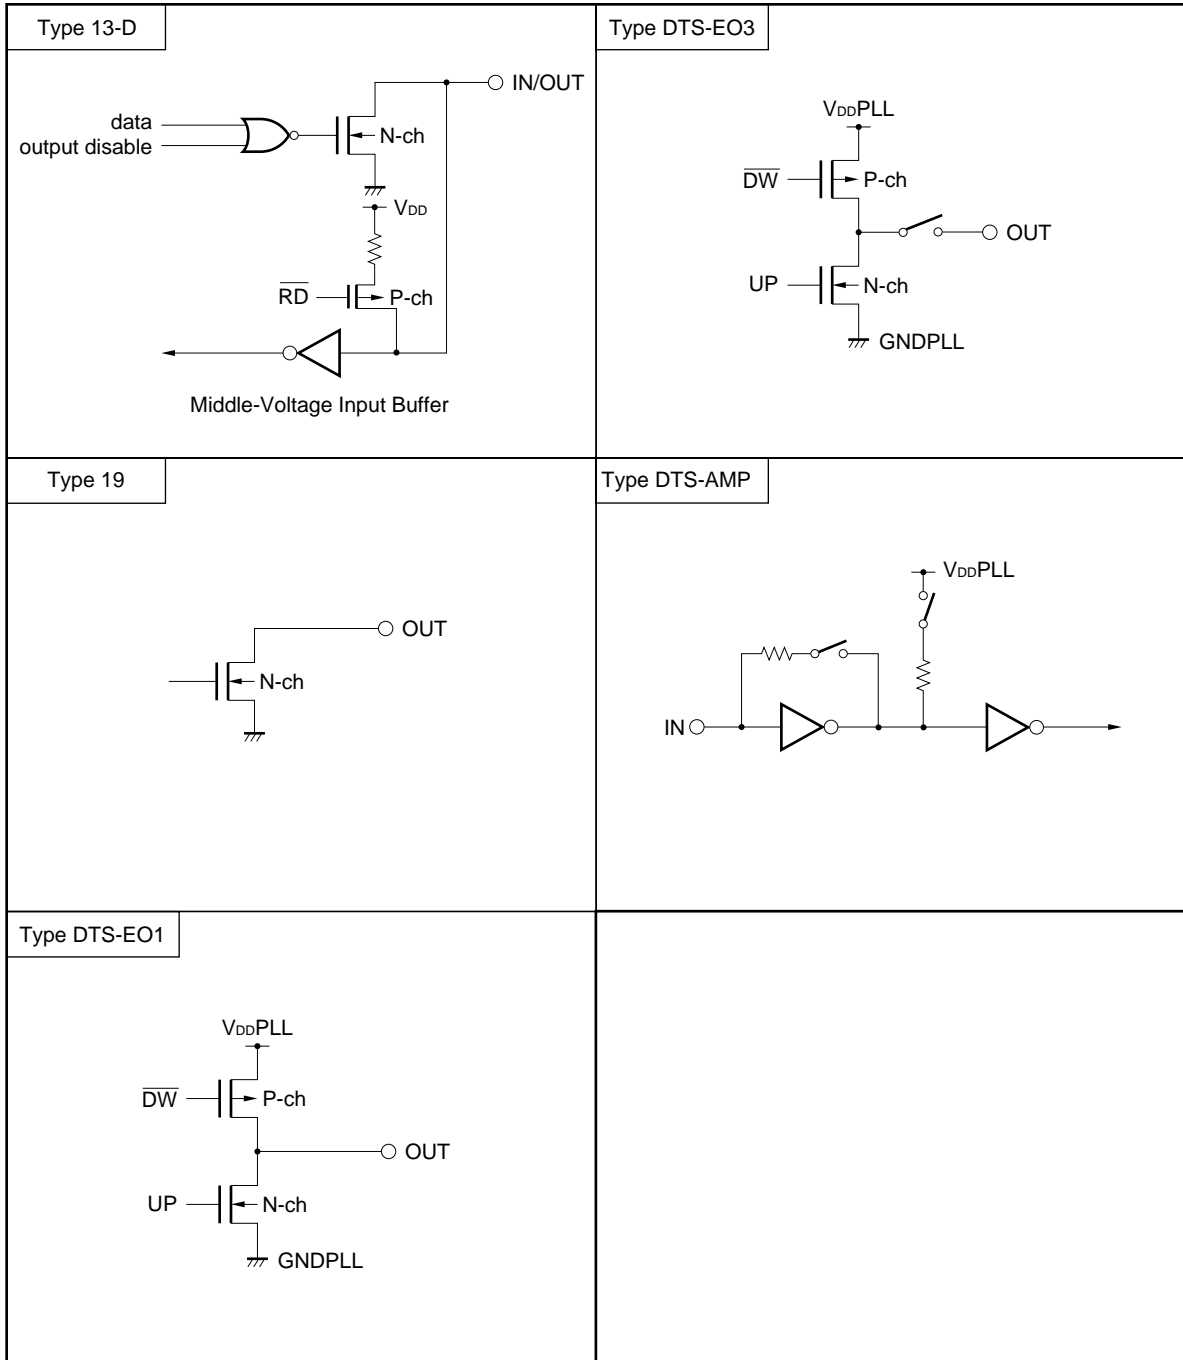 Type 13-D
IN/OUT
data
output disable
N-ch
VDD
RD
P-ch
Middle-Voltage Input Buffer
Type DTS-EO3
VDDPLL
DW
P-ch
OUT
UP
N-ch
GNDPLL
Type 19
OUT
N-ch
Type DTS-AMP
VDDPLL
IN
Type DTS-EO1
VDDPLL
DW
P-ch
OUT
UP
N-ch
GNDPLL